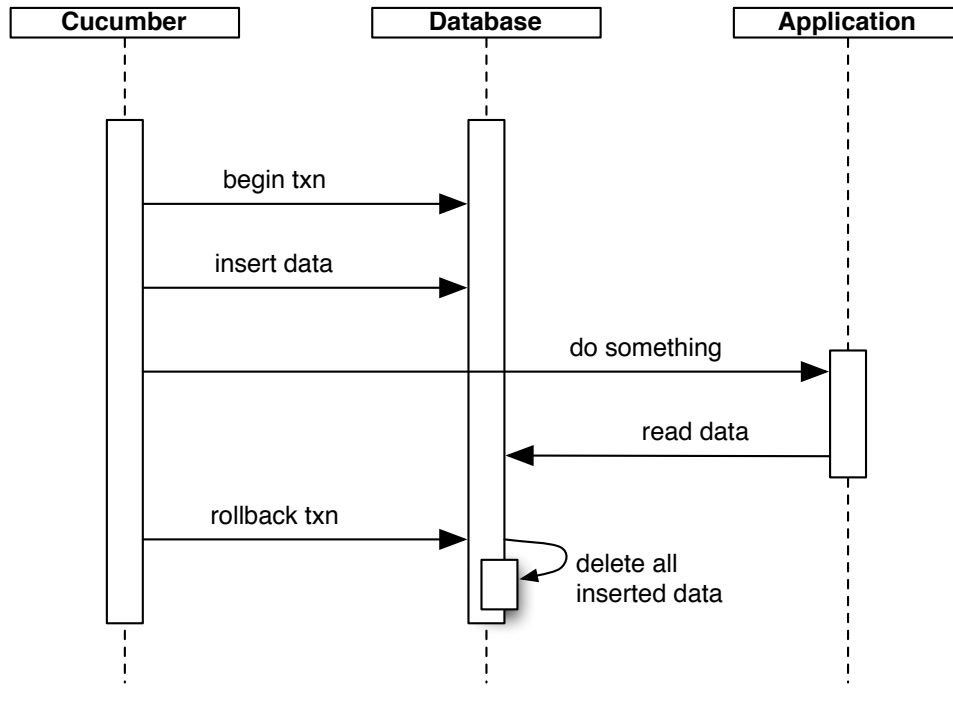 Cucumber
Database
Application
begin txn
insert data
do something
read data
rollback txn
delete all
inserted data